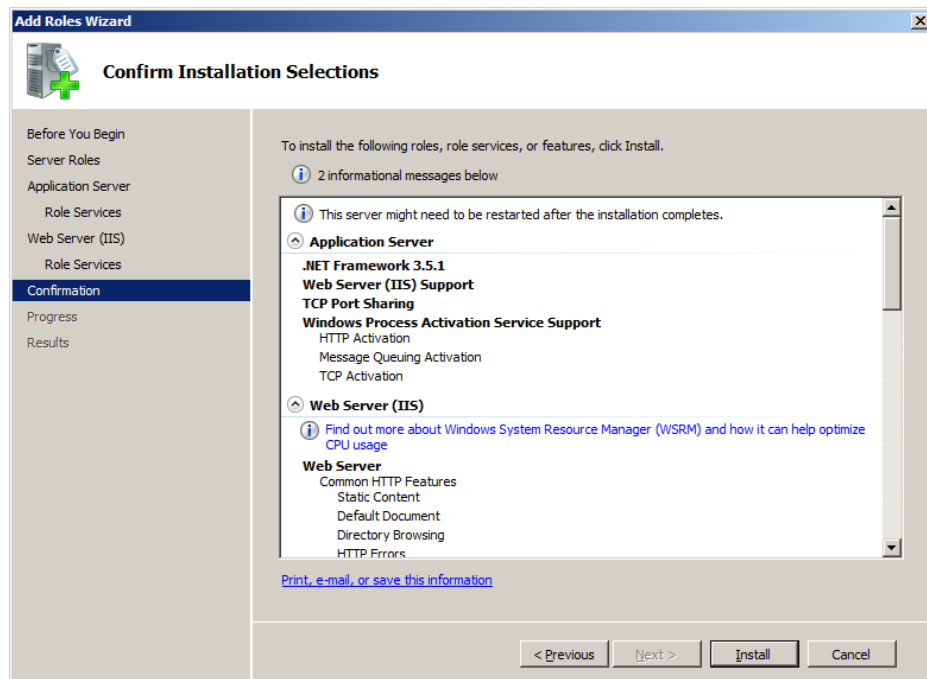 Add Roles Wizard
Confirm Installation Selections
Before You Begin
Server Roles
Application Server
Role Services
Web Server (IIS)
Role Services
Confirmation
Progress
Results
To install the following roles, role services, or features, click Install.
2 informational messages below
This server might need to be restarted after the installation completes.
Application Server
.NET Framework 3.5.1
Web Server (IIS) Support
TCP Port Sharing
Windows Process Activation Service Support
HTTP Activation
Message Queuing Activation
TCP Activation
Web Server (IIS)
Find out more about Windows System Resource Manager (WSRM) and how it can help optimize
CPU usage
Web Server
Common HTTP Features
Static Content
Default Document
Directory Browsing
HTTP Errors
Print, e-mail, or save this information
< Previous
Next >
Install
Cancel